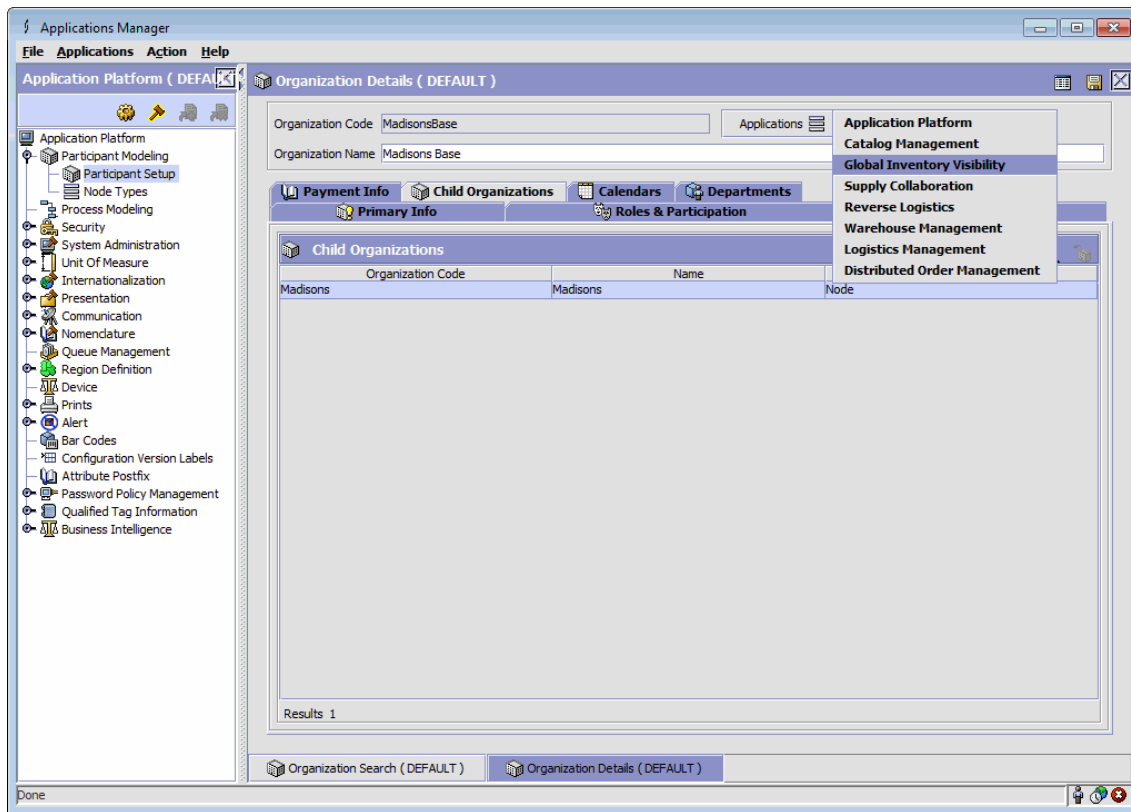 Applications Manager
File Applications Action Help
Application Platform ( DEFAULT
Application Platform
Participant Modeling
Participant Setup
Node Types
Process Modeling
Security
System Administration
Unit Of Measure
Internationalization
Presentation
Communication
Nomendature
Queue Management
Region Definition
Device
Prints
Alert
Bar Codes
Configuration Version Labels
Attribute Postfix
Password Policy Management
Qualified Tag Information
Business Intelligence
Organization Details ( DEFAULT )
Organization Code MadisonsBase Applications
Organization Name Madisons Base
Application Platform
Catalog Management
Global Inventory Visibility
Supply Collaboration
Reverse Logistics
Warehouse Management
Logistics Management
Distributed Order Management
Payment Info Child Organizations Calendars Departments
Primary Info Roles & Participation
Child Organizations
Organization Code Name
Madisons Madisons Node
Results 1
Organization Search ( DEFAULT ) Organization Details ( DEFAULT )
Done